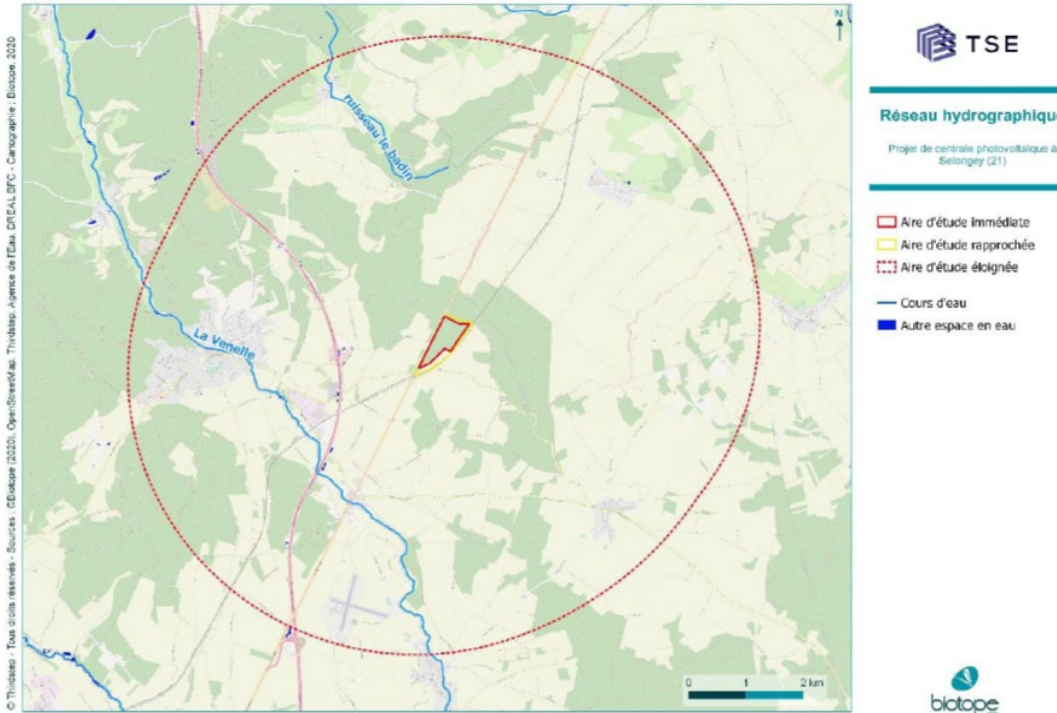 © Thirdstep - Tous droits réservés - Sources : ©Biotope (2020), OpenStreetMap, Thirdstep, Agence de l'Eau, DREAL BFC - Cartographie : Biotope, 2020
N
ruisseau le badin
La Venelle
0 1 2 km
TSE
Réseau hydrographique
Projet de centrale photovoltaïque à
Selongey (21)
Aire d'étude immédiate
Aire d'étude rapprochée
Aire d'étude éloignée
Cours d'eau
Autre espace en eau
biotope